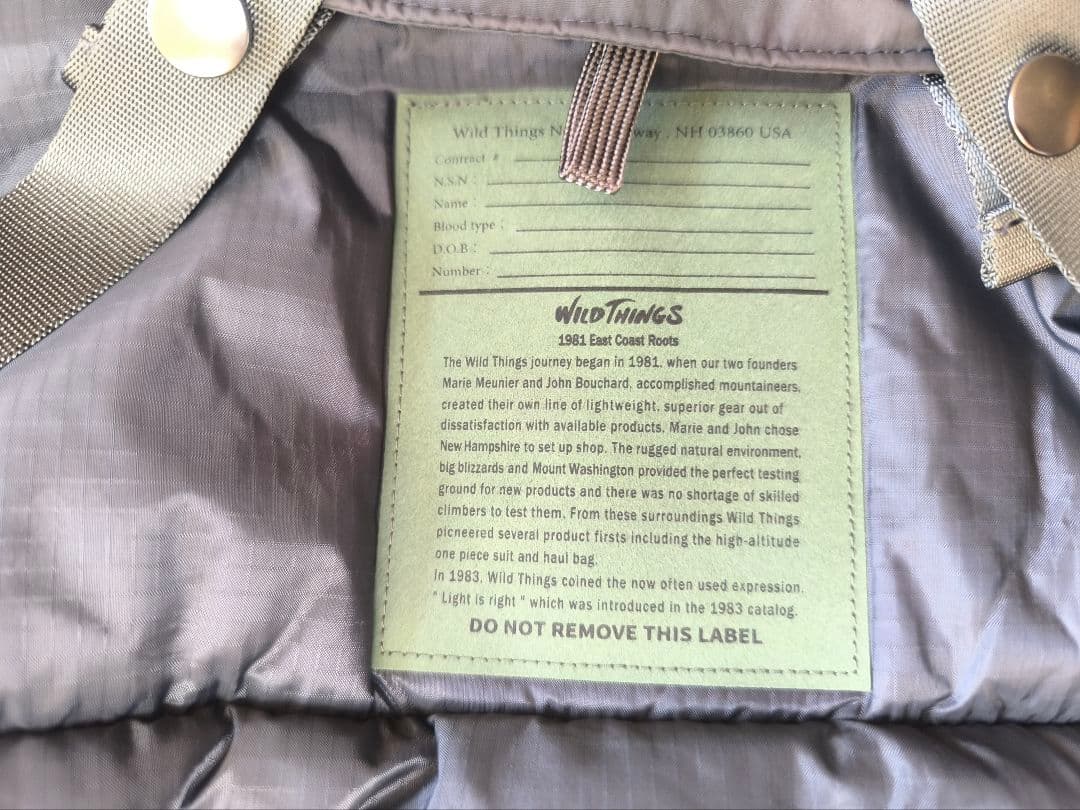 Wild Things N way , NH 03860 USA
Contract #
N.S.N :
Name :
Blood type :
D.O.B :
Number :
WILD THINGS
1981 East Coast Roots
The Wild Things journey began in 1981, when our two founders
Marie Meunier and John Bouchard, accomplished mountaineers,
created their own line of lightweight, superior gear out of
dissatisfaction with available products. Marie and John chose
New Hampshire to set up shop. The rugged natural environment,
big blizzards and Mount Washington provided the perfect testing
ground for new products and there was no shortage of skilled
climbers to test them. From these surroundings Wild Things
pioneered several product firsts including the high-altitude
one piece suit and haul bag.
In 1983, Wild Things coined the now often used expression.
" Light is right " which was introduced in the 1983 catalog.
DO NOT REMOVE THIS LABEL